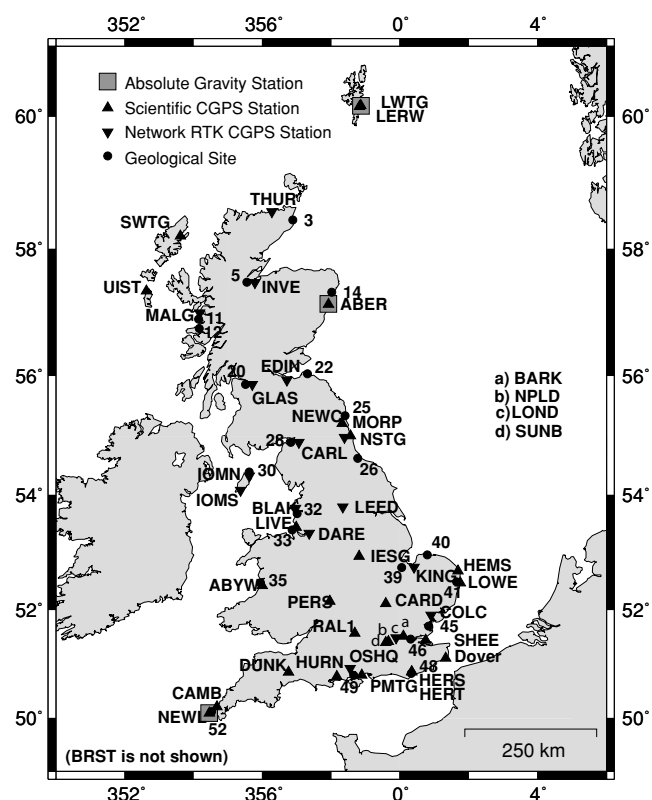 352˚ 356˚ 0˚ 4˚
60˚
58˚
56˚
54˚
52˚
50˚
Absolute Gravity Station
Scientific CGPS Station
Network RTK CGPS Station
Geological Site
LWTG
LERW
THUR
3
SWTG
5
INVE
UIST
14
ABER
MALG
11
12
EDIN
22
20
GLAS
a) BARK
b) NPLD
c)LOND
d) SUNB
25
NEWC
MORP
NSTG
28
CARL
26
IOMN
30
IOMS
BLAK
32
LEED
LIVE
33
DARE
40
IESG
39
KING
HEMS
LOWE
41
ABYW
35
PERS
CARD
COLC
45
RAL1
a
b c
d
46
SHEE
OSHQ
Dover
DUNK
HURN
48
HERS
HERT
49
PMTG
CAMB
NEWL
52
(BRST is not shown)
250 km
352˚ 356˚ 0˚ 4˚